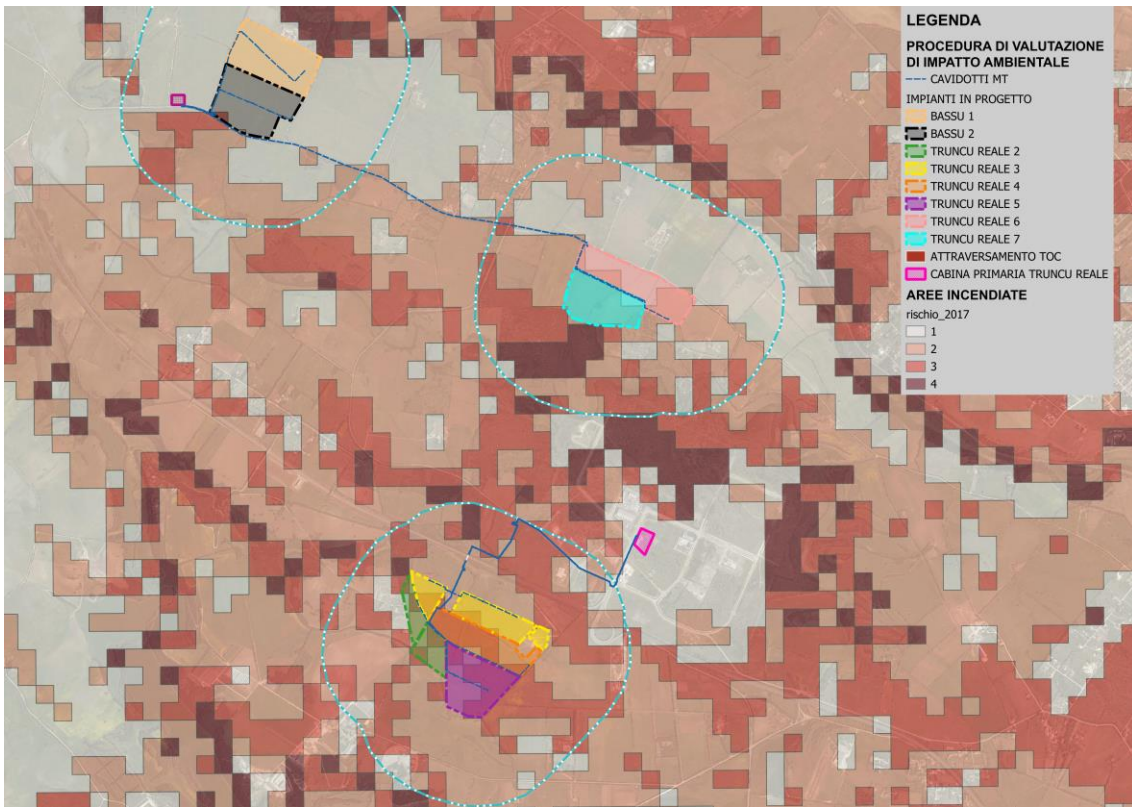 LEGENDA
PROCEDURA DI VALUTAZIONE
DI IMPATTO AMBIENTALE
CAVIDOTTI MT
IMPIANTI IN PROGETTO
BASSU 1
BASSU 2
TRUNCU REALE 2
TRUNCU REALE 3
TRUNCU REALE 4
TRUNCU REALE 5
TRUNCU REALE 6
TRUNCU REALE 7
ATTRAVERSAMENTO TOC
CABINA PRIMARIA TRUNCU REALE
AREE INCENDIATE
rischio_2017
1
2
3
4